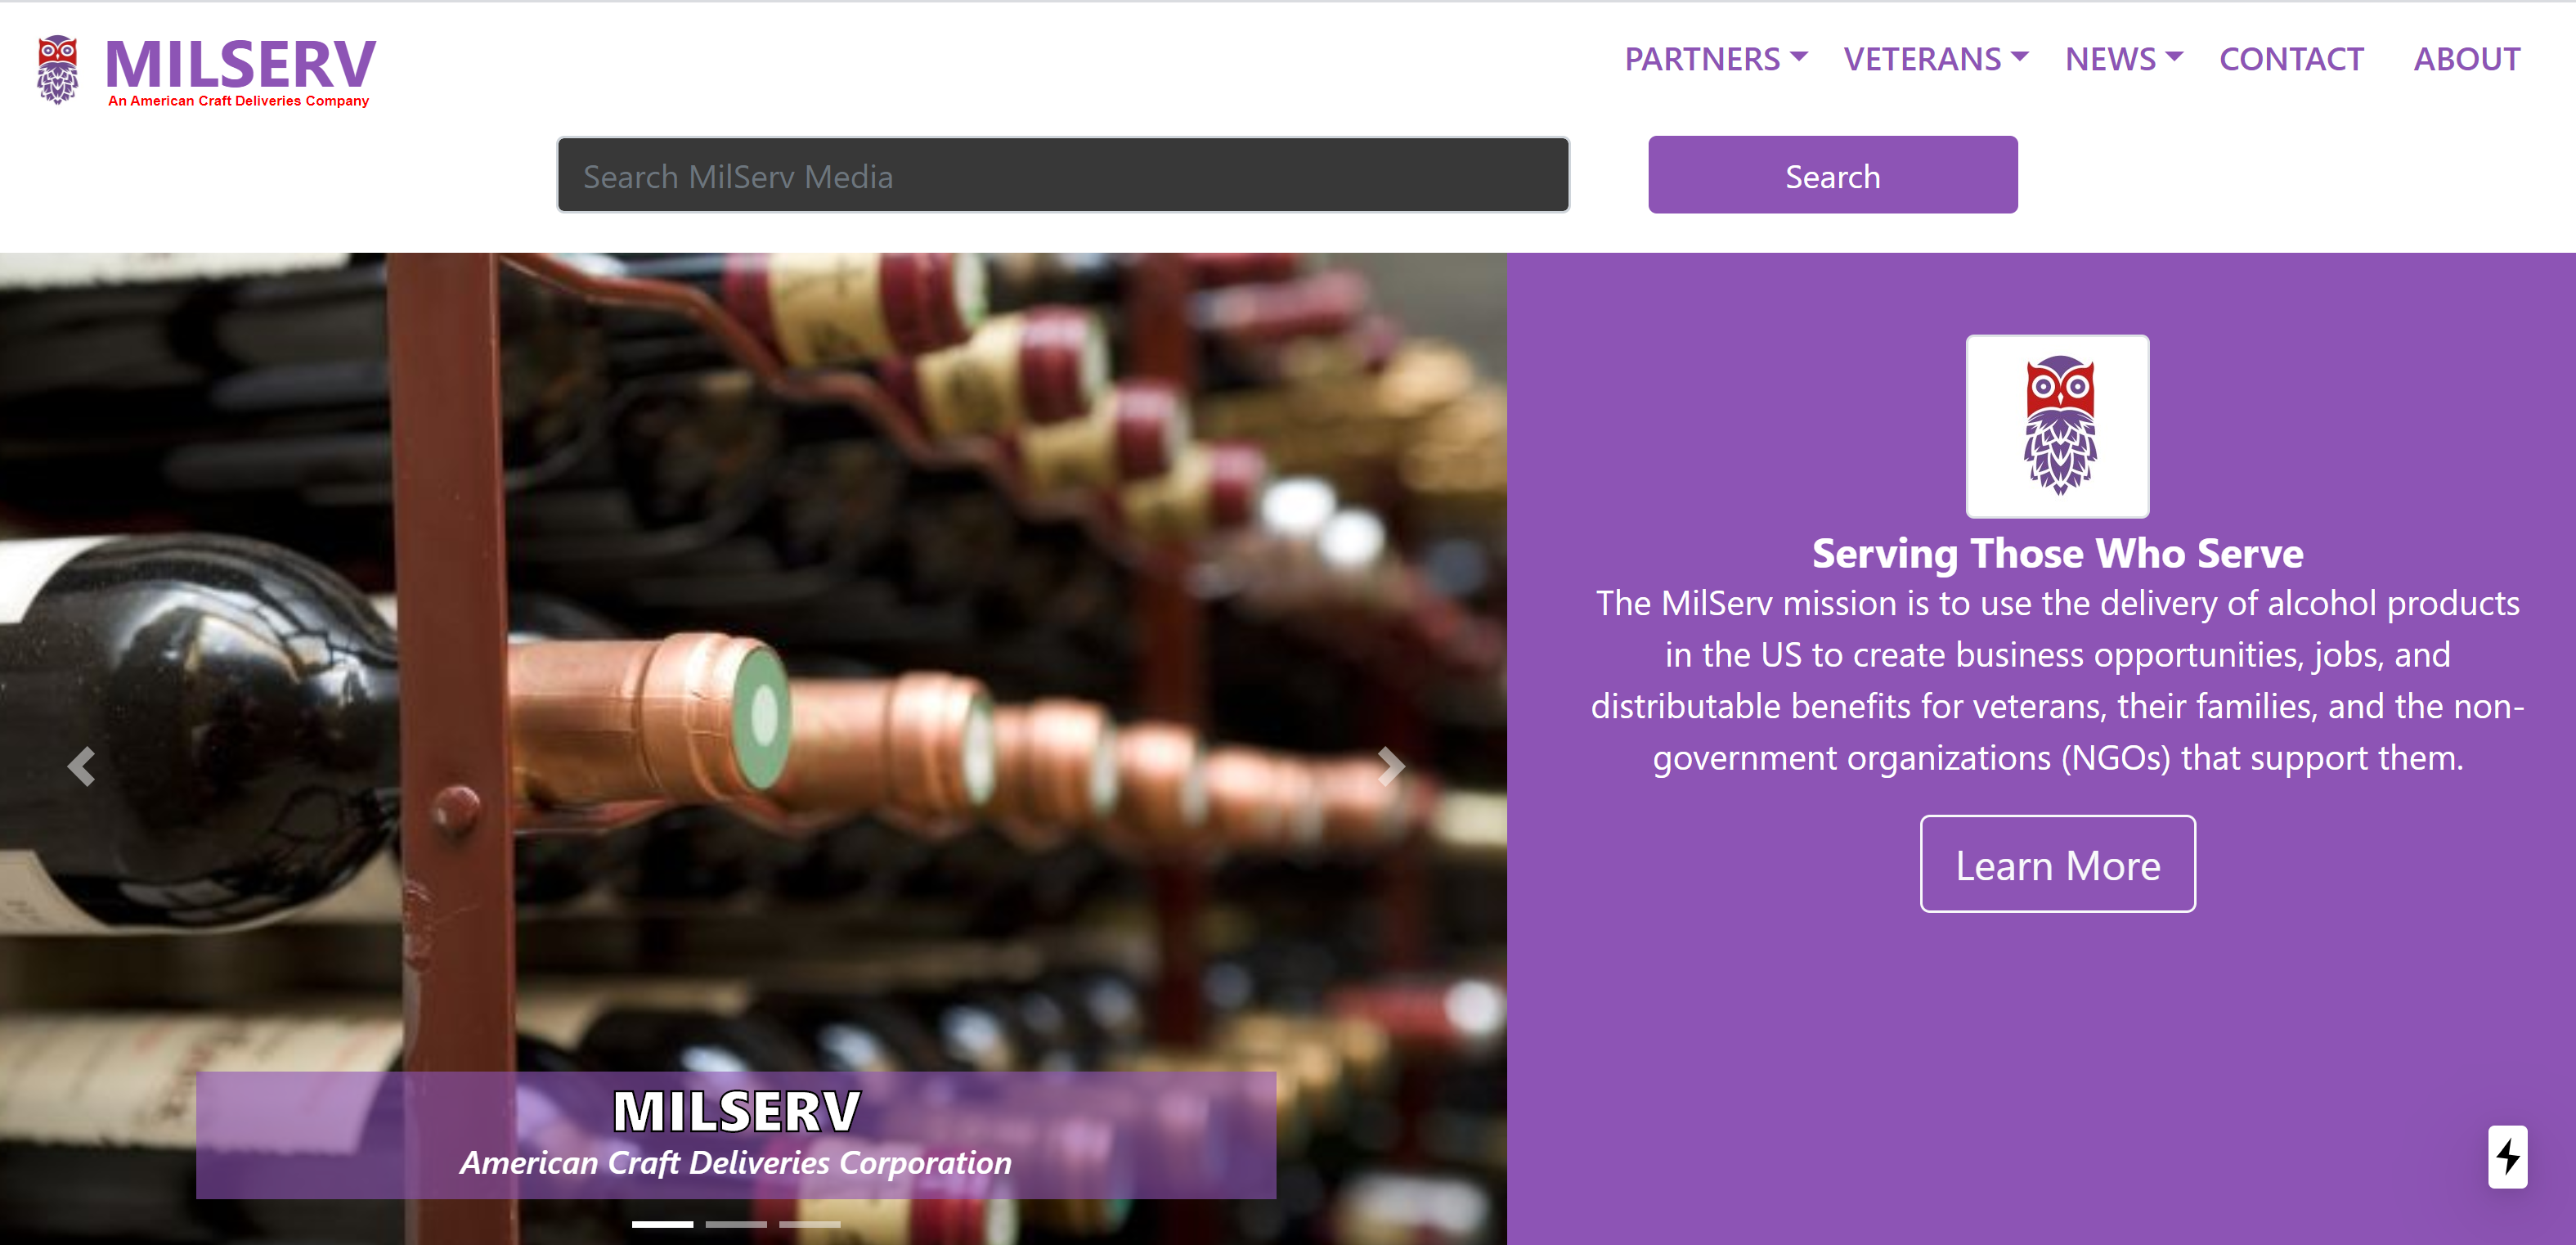 MILSERV
An American Craft Deliveries Company
PARTNERS
VETERANS
NEWS
CONTACT
ABOUT
Search MilServ Media
Search
Serving Those Who Serve
The MilServ mission is to use the delivery of alcohol products
in the US to create business opportunities, jobs, and
distributable benefits for veterans, their families, and the non-
government organizations (NGOs) that support them.
Learn More
MILSERV
American Craft Deliveries Corporation